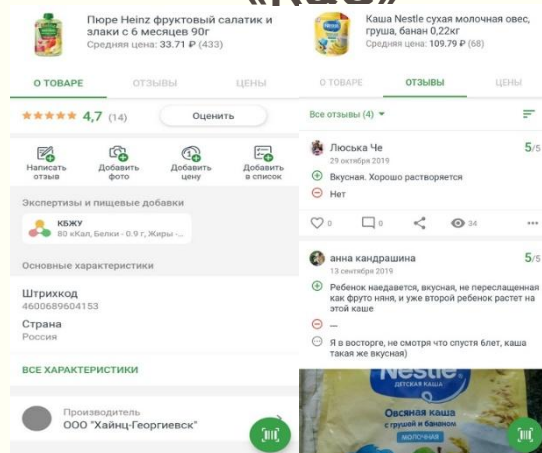 Пюре Heinz фруктовый салатик и
злаки с 6 месяцев 90г
Средняя цена: 33.71 ₽ (433)
О ТОВАРЕ
ОТЗЫВЫ
ЦЕНЫ
4,7 (14)
Оценить
Написать
отзыв
Добавить
фото
Добавить
цену
Добавить
в список
Экспертизы и пищевые добавки
КБЖУ
80 кКал, Белки - 0.9 г, Жиры -...
Основные характеристики
Штрихкод
4600689604153
Страна
Россия
ВСЕ ХАРАКТЕРИСТИКИ
Производитель
ООО "Хайнц-Георгиевск"
Каша Nestle сухая молочная овес,
груша, банан 0,22кг
Средняя цена: 109.79 ₽ (68)
О ТОВАРЕ
ОТЗЫВЫ
ЦЕНЫ
Все отзывы (4)
Люська Че
5/5
29 октября 2019
Вкусная. Хорошо растворяется
Нет
0
0
34
анна кандрашина
5/5
13 сентября 2019
Ребенок наедавется, вкусная, не переслащенная
как фруто няня, и уже второй ребенок растет на
этой каше
—
Я в восторге, не смотря что спустя 6лет, каша
такая же вкусная)
Nestle
ДЕТСКАЯ КАША
Овсяная каша
с грушей и бананом
МОЛОЧНАЯ